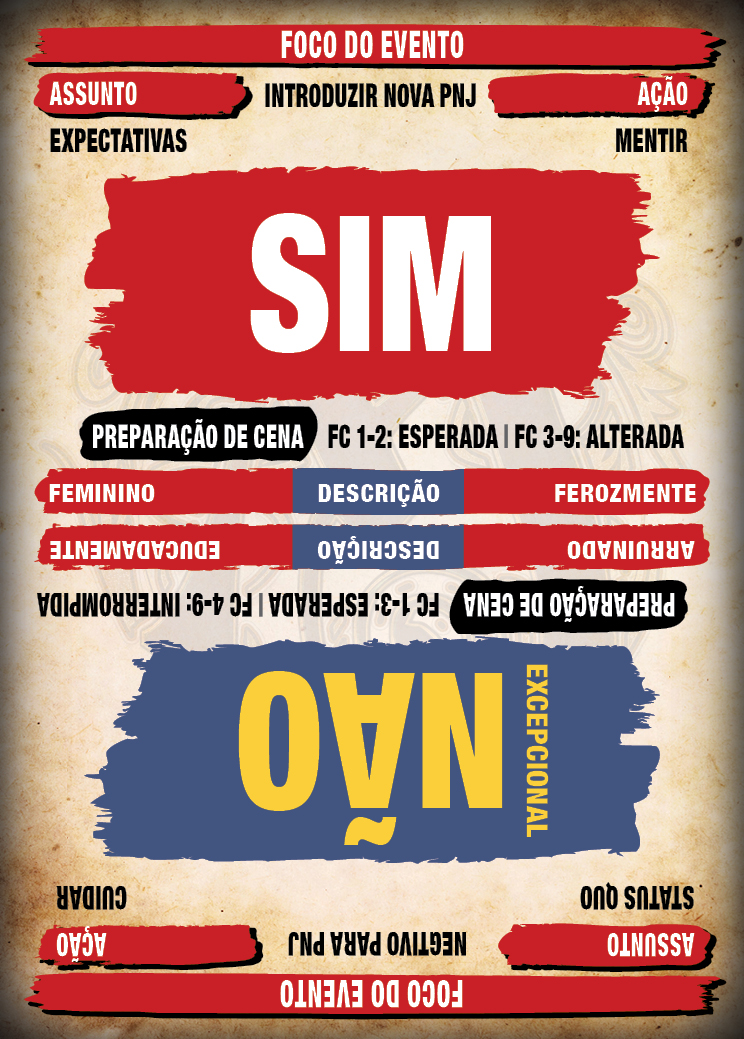 FOCO DO EVENTO
ASSUNTO INTRODUZIR NOVA PNJ AÇÃO
EXPECTATIVAS MENTIR
SIM
PREPARAÇÃO DE CENA FC 1-2: ESPERADA | FC 3-9: ALTERADA
FEMININO DESCRIÇÃO FEROZMENTE
ARRUINADO DESCRIÇÃO EDUCADAMENTE
PREPARAÇÃO DE CENA FC 1-3: ESPERADA | FC 4-9: INTERROMPIDA
EXCEPCIONAL
NÃO
STATUS QUO CUIDAR
ASSUNTO NEGTIVO PARA PNJ AÇÃO
FOCO DO EVENTO